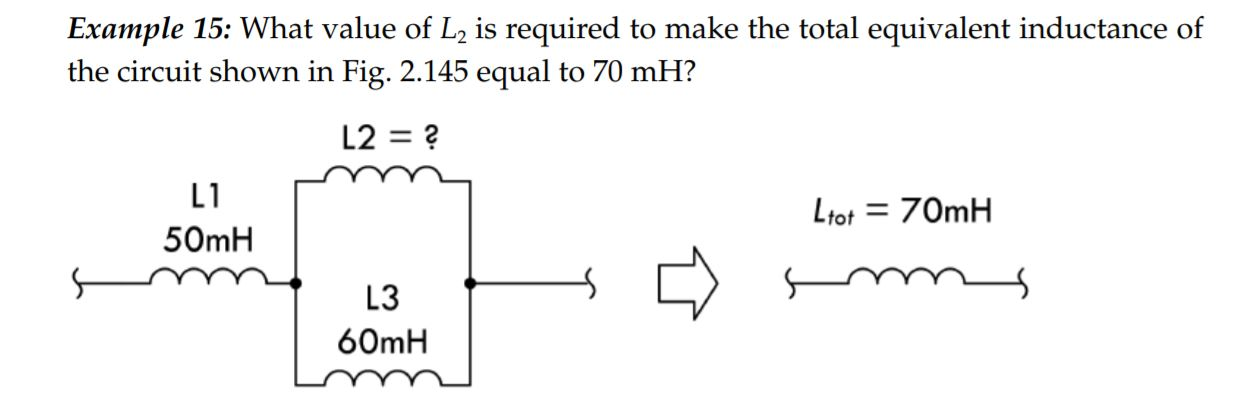 Example 15: What value of L₂ is required to make the total equivalent inductance of
the circuit shown in Fig. 2.145 equal to 70 mH?
L2 = ?
L1
50mH
L3
60mH
Ltot = 70mH